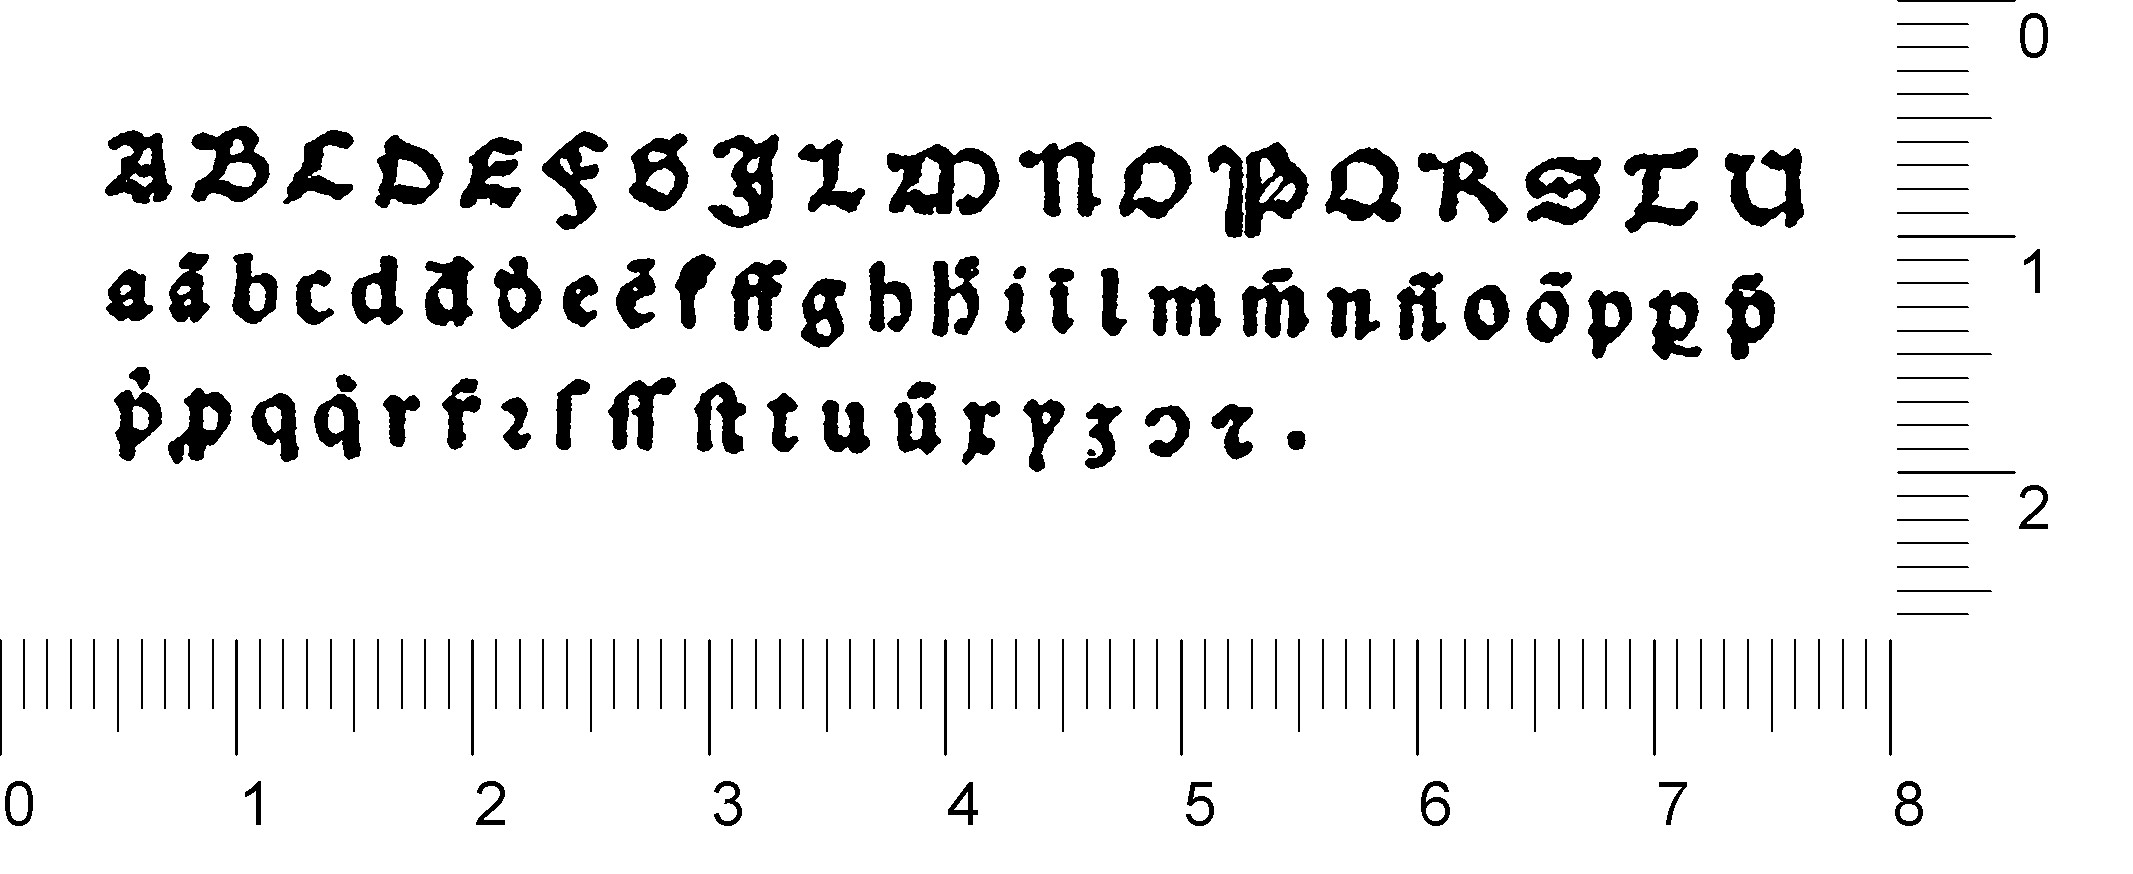 A B C D E F G J L M N O P Q R S T U
a ā b c d đ d̾ e ē f ff g h h̄ i ī l m m̄ n n̄ o ō p ꝑ p̄
p̾ ꝓ q q̇ r r̄ ꝛ ſ ſſ ſt t u ū x y ʒ ɔ ⁊ .
0
1
2
0 1 2 3 4 5 6 7 8